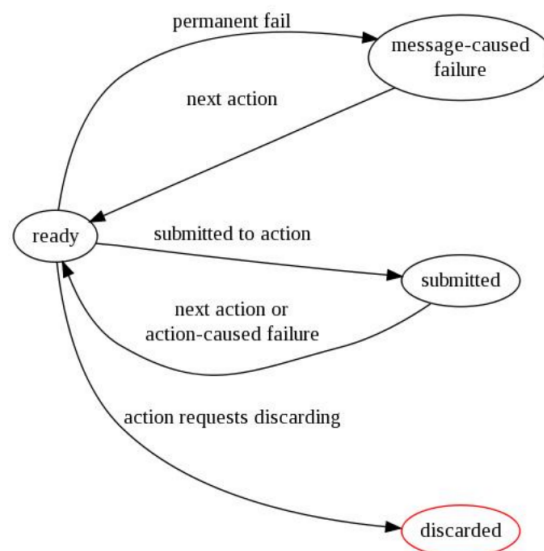 permanent fail
message-caused
failure
next action
ready
submitted to action
submitted
next action or
action-caused failure
action requests discarding
discarded